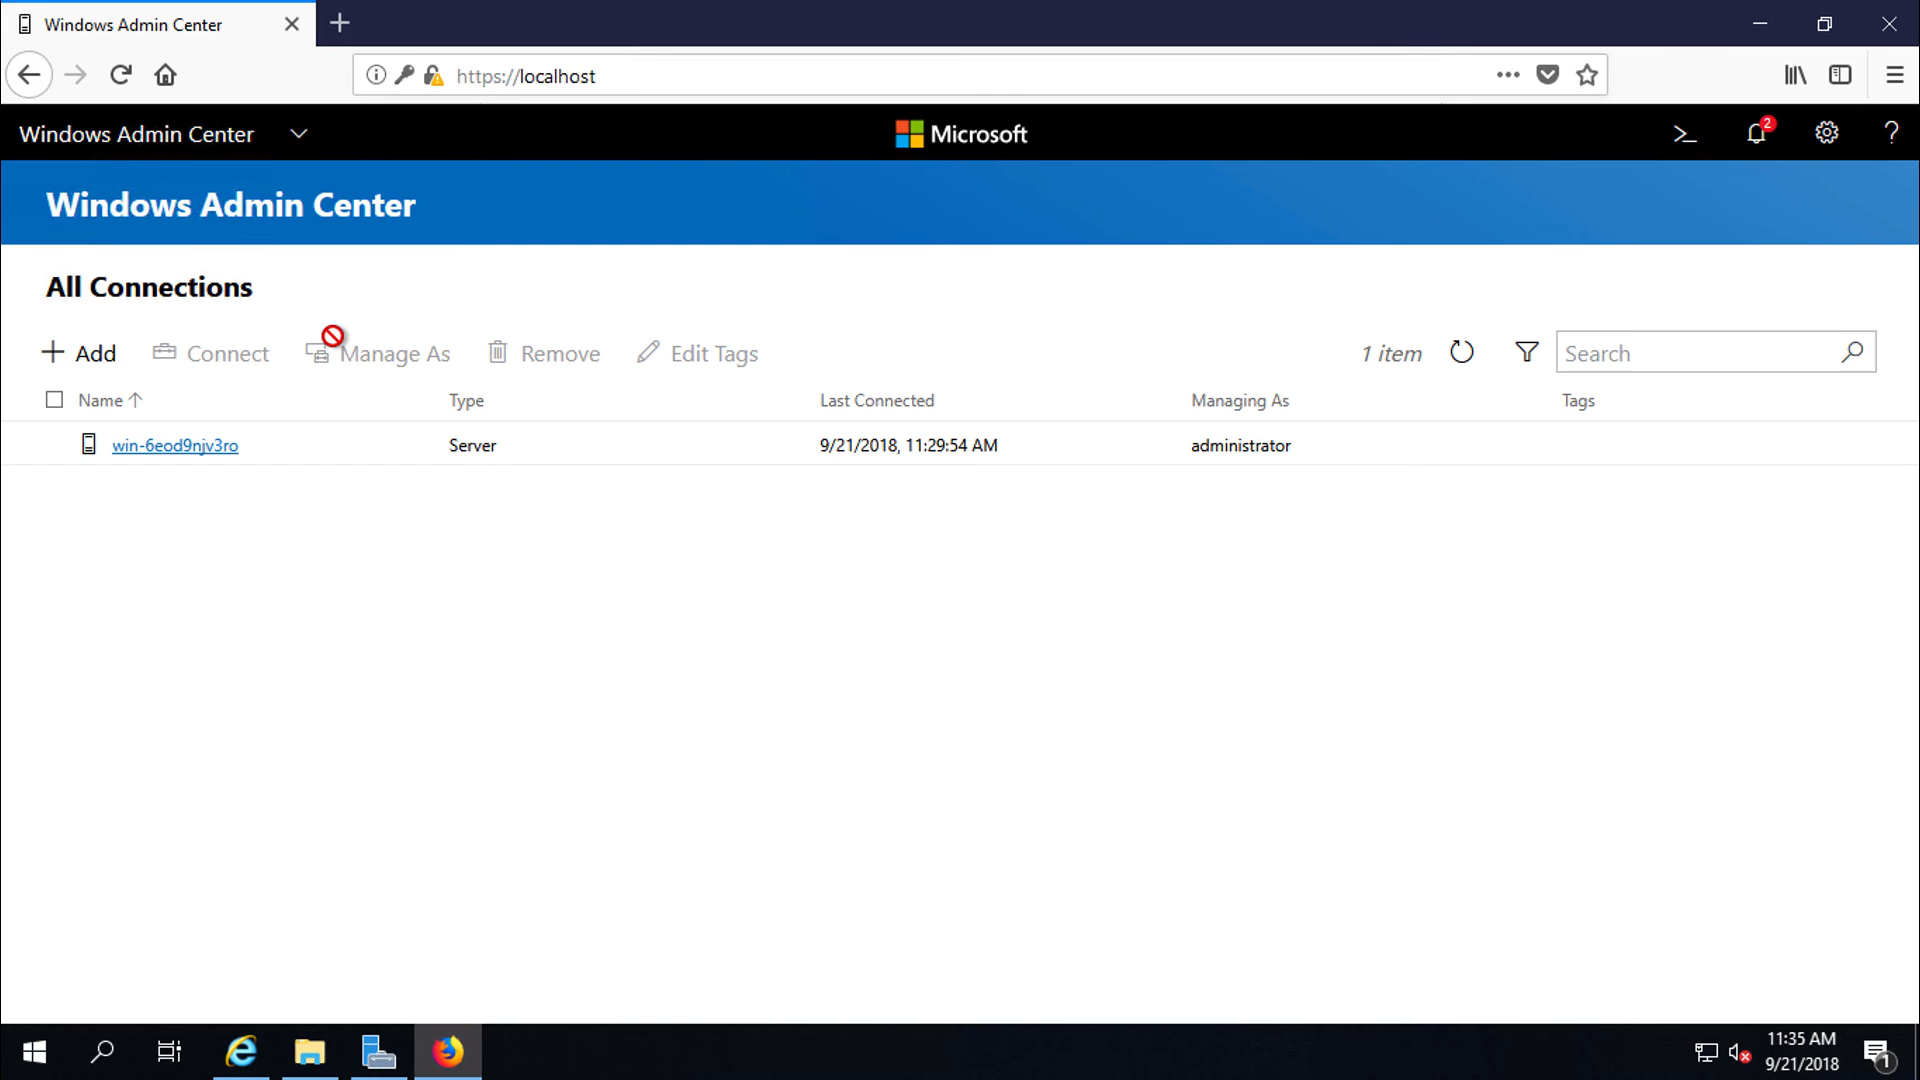 Windows Admin Center
https://localhost
Windows Admin Center
Microsoft
2
Windows Admin Center
All Connections
Add Connect Manage As Remove Edit Tags 1 item Search
Name Type Last Connected Managing As Tags
win-6eod9njv3ro Server 9/21/2018, 11:29:54 AM administrator
11:35 AM
9/21/2018
1